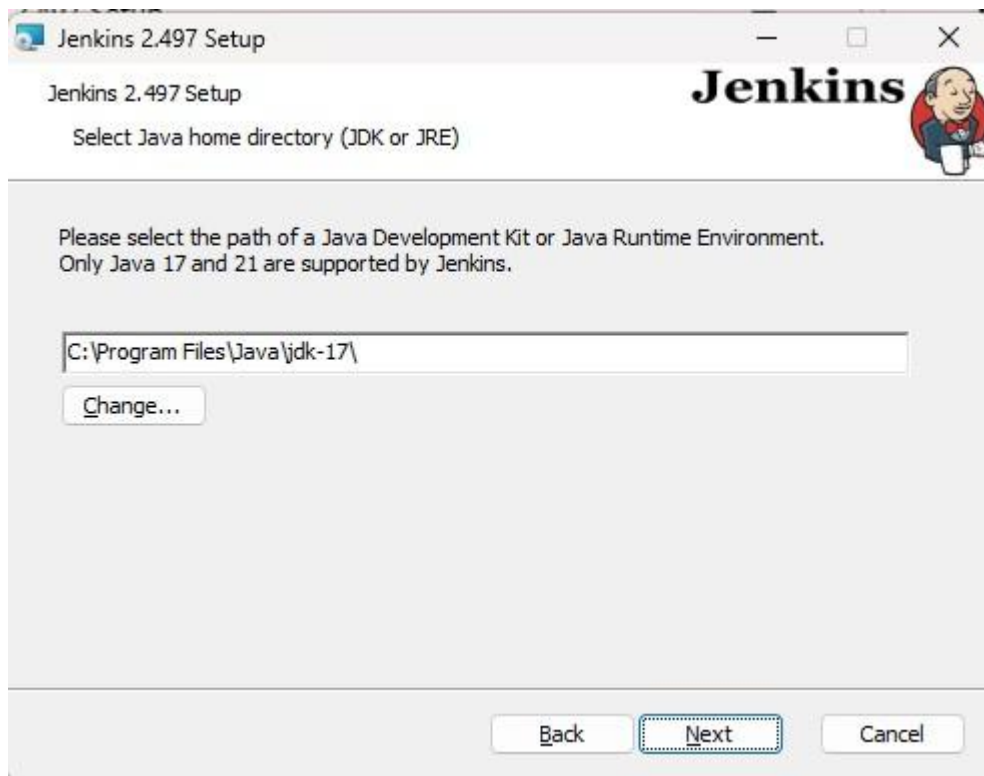 Jenkins 2.497 Setup
Jenkins 2.497 Setup
Jenkins
Select Java home directory (JDK or JRE)
Please select the path of a Java Development Kit or Java Runtime Environment.
Only Java 17 and 21 are supported by Jenkins.
C:\Program Files\Java\jdk-17\
Change...
Back
Next
Cancel